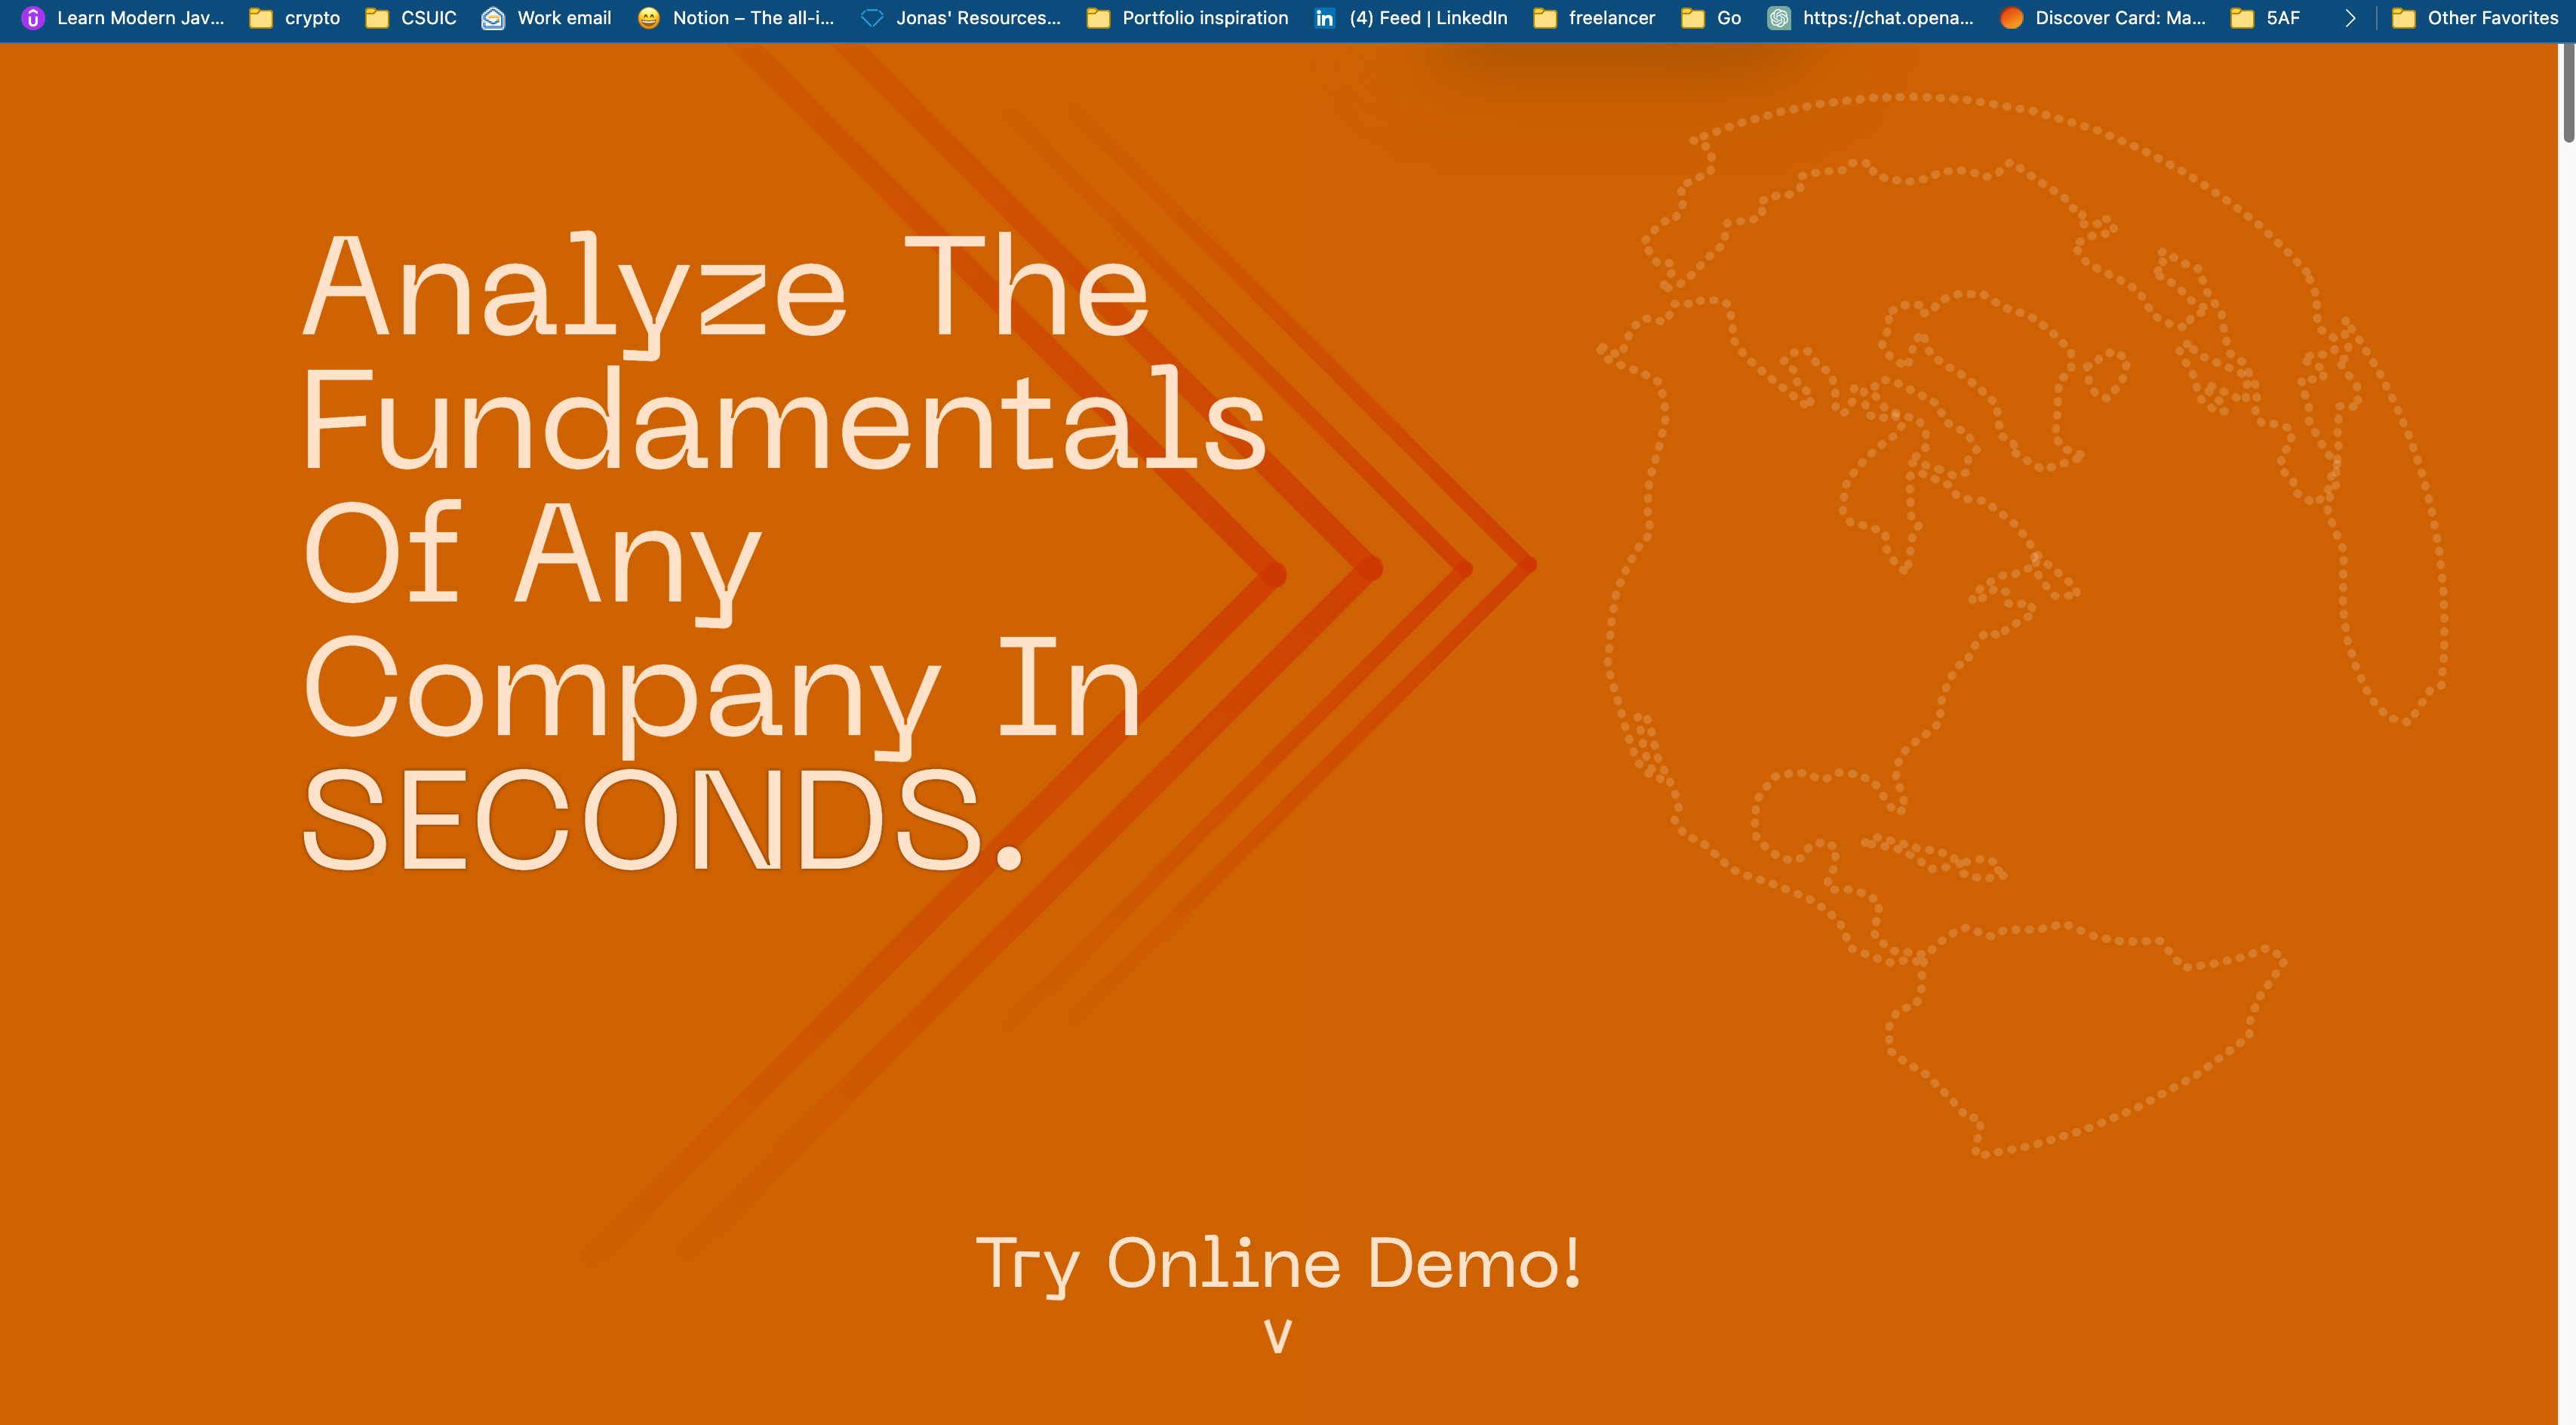 Learn Modern Jav...
crypto
CSUIC
Work email
Notion – The all-i...
Jonas' Resources...
Portfolio inspiration
in (4) Feed | LinkedIn
freelancer
Go
https://chat.opena...
Discover Card: Ma...
5AF
Other Favorites
Analyze The
Fundamentals
Of Any
Company In
SECONDS.
Try Online Demo!